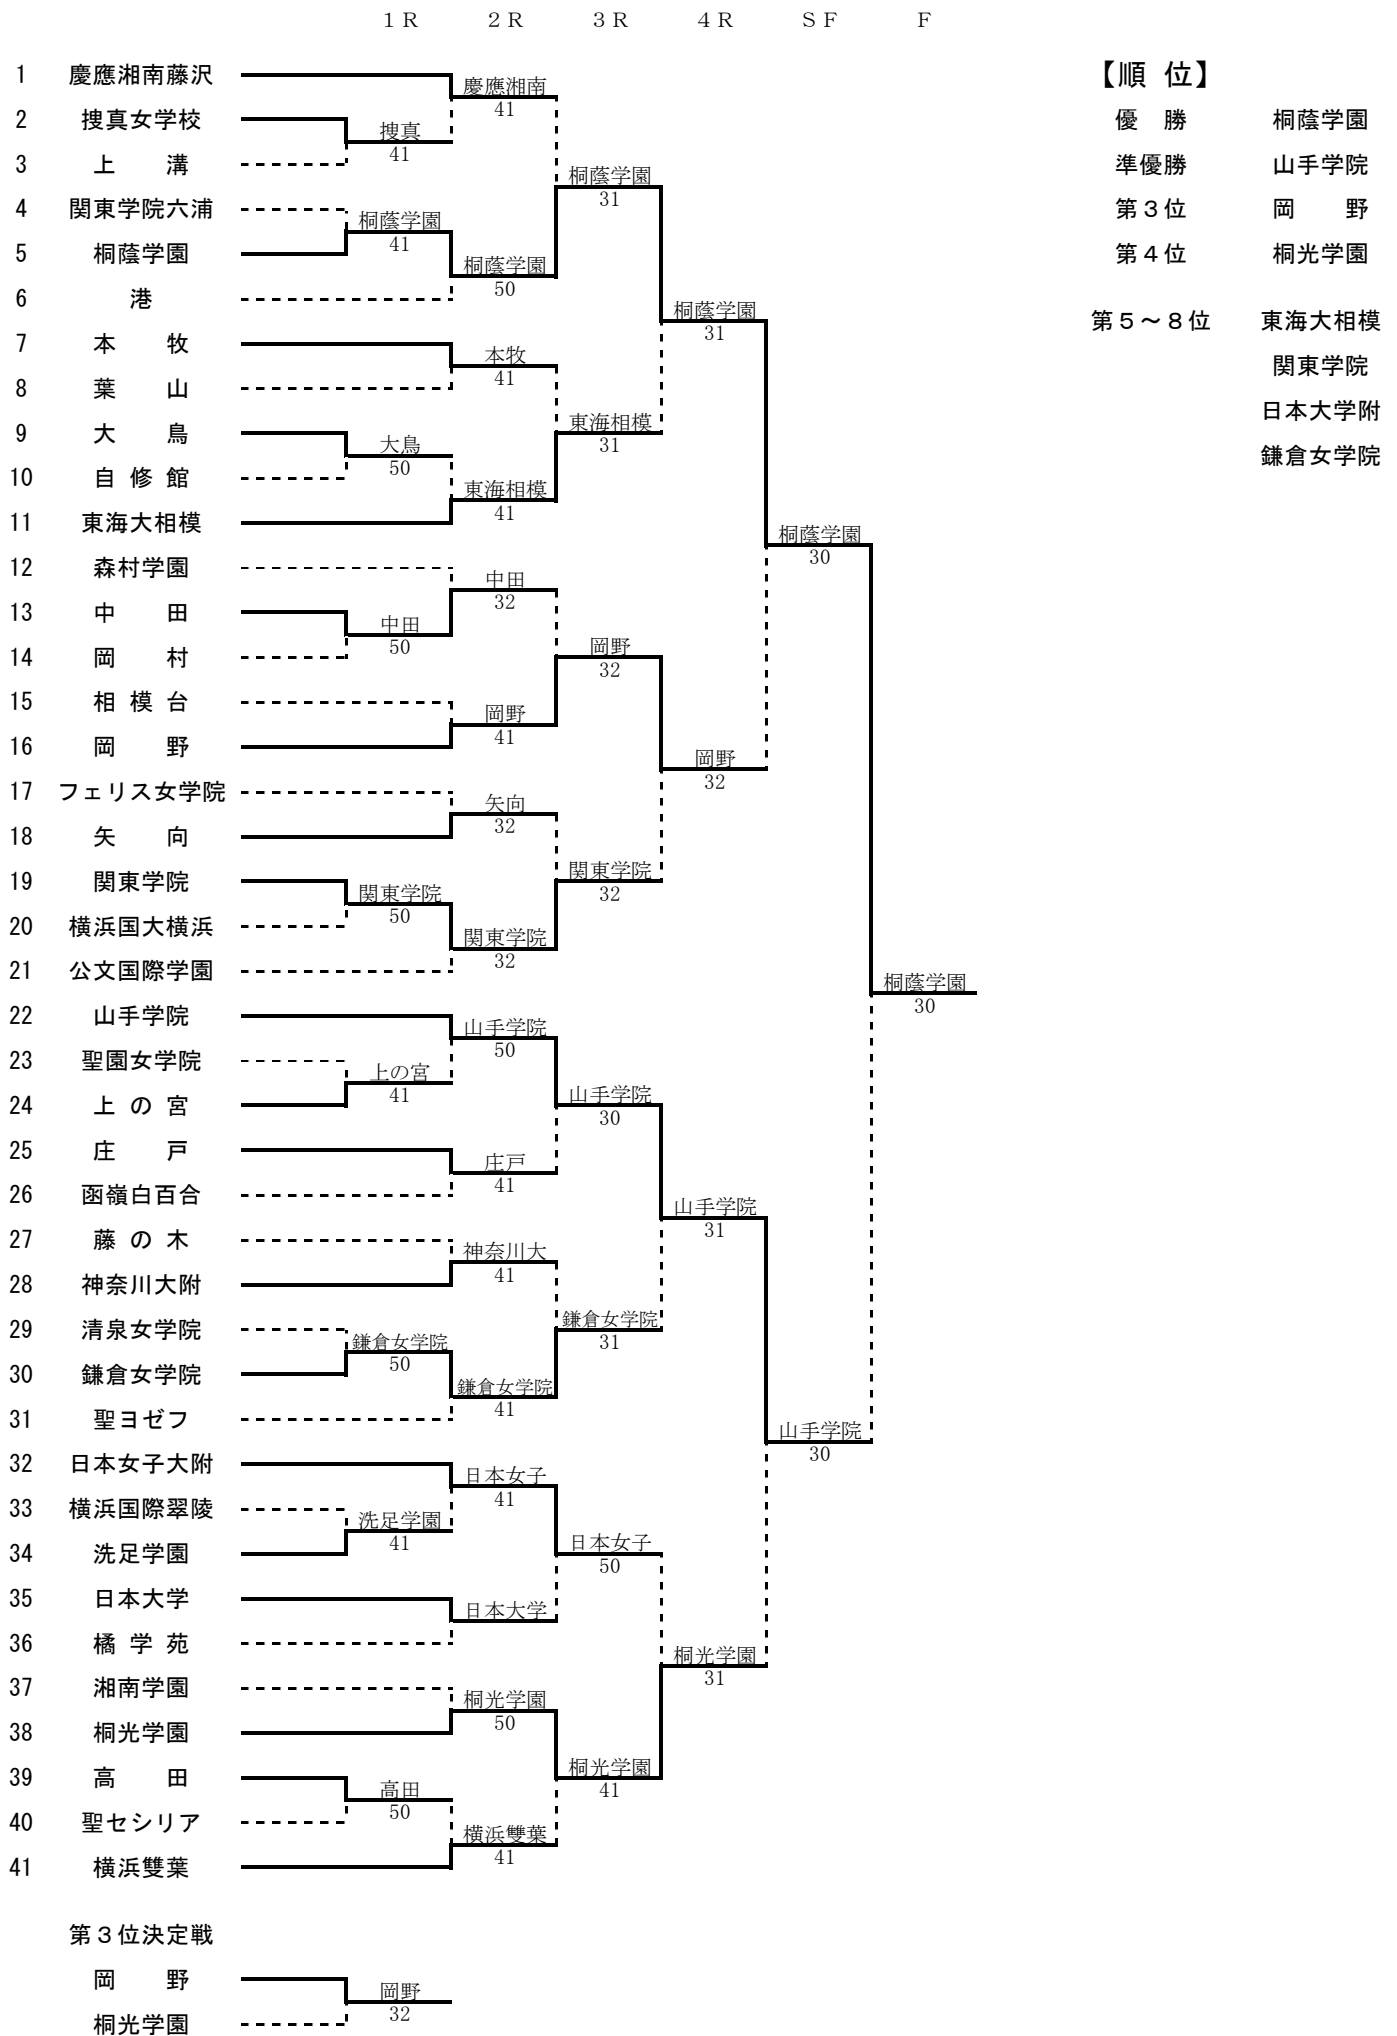 １Ｒ ２Ｒ ３Ｒ ４Ｒ ＳＦ Ｆ
1 慶應湘南藤沢
慶應湘南
41
2 捜真女学校
捜真
41
3 上　溝
4 関東学院六浦
桐蔭学園
41
5 桐蔭学園
桐蔭学園
50
6 港
桐蔭学園
31
7 本　牧
本牧
41
8 葉　山
9 大　鳥
大鳥
50
10 自 修 館
東海相模
41
11 東海大相模
東海相模
31
桐蔭学園
31
12 森村学園
中田
32
13 中　田
中田
50
14 岡　村
15 相 模 台
岡野
41
16 岡　野
岡野
32
17 フェリス女学院
矢向
32
18 矢　向
19 関東学院
関東学院
50
20 横浜国大横浜
関東学院
32
21 公文国際学園
関東学院
32
岡野
32
桐蔭学園
30
22 山手学院
山手学院
50
23 聖園女学院
上の宮
41
24 上 の 宮
山手学院
30
25 庄　戸
庄戸
41
26 函嶺白百合
27 藤 の 木
神奈川大
41
28 神奈川大附
29 清泉女学院
鎌倉女学院
50
30 鎌倉女学院
鎌倉女学院
41
31 聖ヨゼフ
鎌倉女学院
31
山手学院
31
32 日本女子大附
日本女子
41
33 横浜国際翠陵
洗足学園
41
34 洗足学園
日本女子
50
35 日本大学
日本大学
36 橘 学 苑
37 湘南学園
桐光学園
50
38 桐光学園
39 高　田
高田
50
40 聖セシリア
横浜雙葉
41
41 横浜雙葉
桐光学園
41
桐光学園
31
山手学院
30
桐蔭学園
30
第３位決定戦
岡　野
岡野
32
桐光学園
【順 位】
優　勝 桐蔭学園
準優勝 山手学院
第３位 岡　野
第４位 桐光学園
第５～８位 東海大相模
関東学院
日本大学附
鎌倉女学院